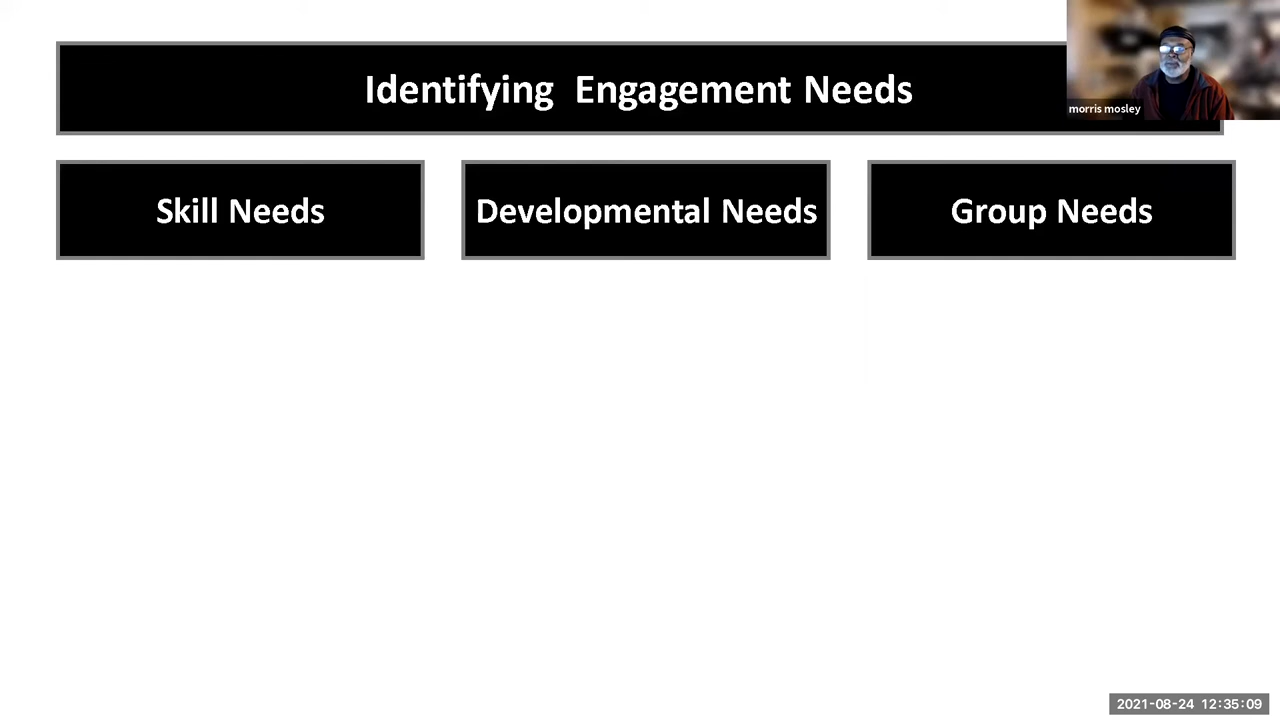 Identifying Engagement Needs
morris mosley
Skill Needs
Developmental Needs
Group Needs
2021-08-24 12:35:09